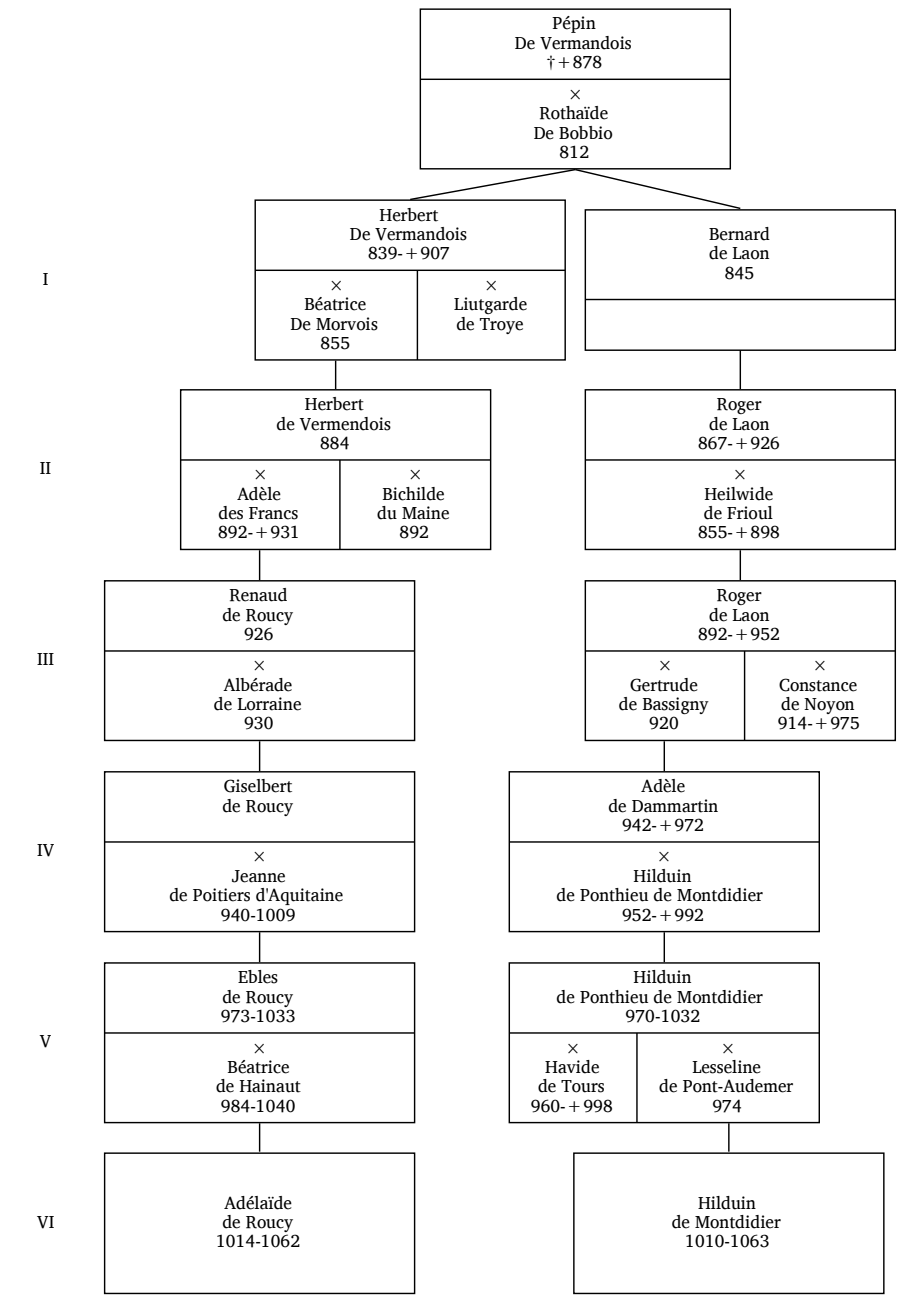 Pépin
De Vermandois
†+878
×
Rothaïde
De Bobbio
812
I
Herbert
De Vermandois
839-+907
×
Béatrice
De Morvois
855
×
Liutgarde
de Troye
Bernard
de Laon
845
II
Herbert
de Vermendois
884
×
Adèle
des Francs
892-+931
×
Bichilde
du Maine
892
Roger
de Laon
867-+926
×
Heilwide
de Frioul
855-+898
III
Renaud
de Roucy
926
×
Albérade
de Lorraine
930
Roger
de Laon
892-+952
×
Gertrude
de Bassigny
920
×
Constance
de Noyon
914-+975
IV
Giselbert
de Roucy
×
Jeanne
de Poitiers d'Aquitaine
940-1009
Adèle
de Dammartin
942-+972
×
Hilduin
de Ponthieu de Montdidier
952-+992
V
Ebles
de Roucy
973-1033
×
Béatrice
de Hainaut
984-1040
Hilduin
de Ponthieu de Montdidier
970-1032
×
Havide
de Tours
960-+998
×
Lesseline
de Pont-Audemer
974
VI
Adélaïde
de Roucy
1014-1062
Hilduin
de Montdidier
1010-1063